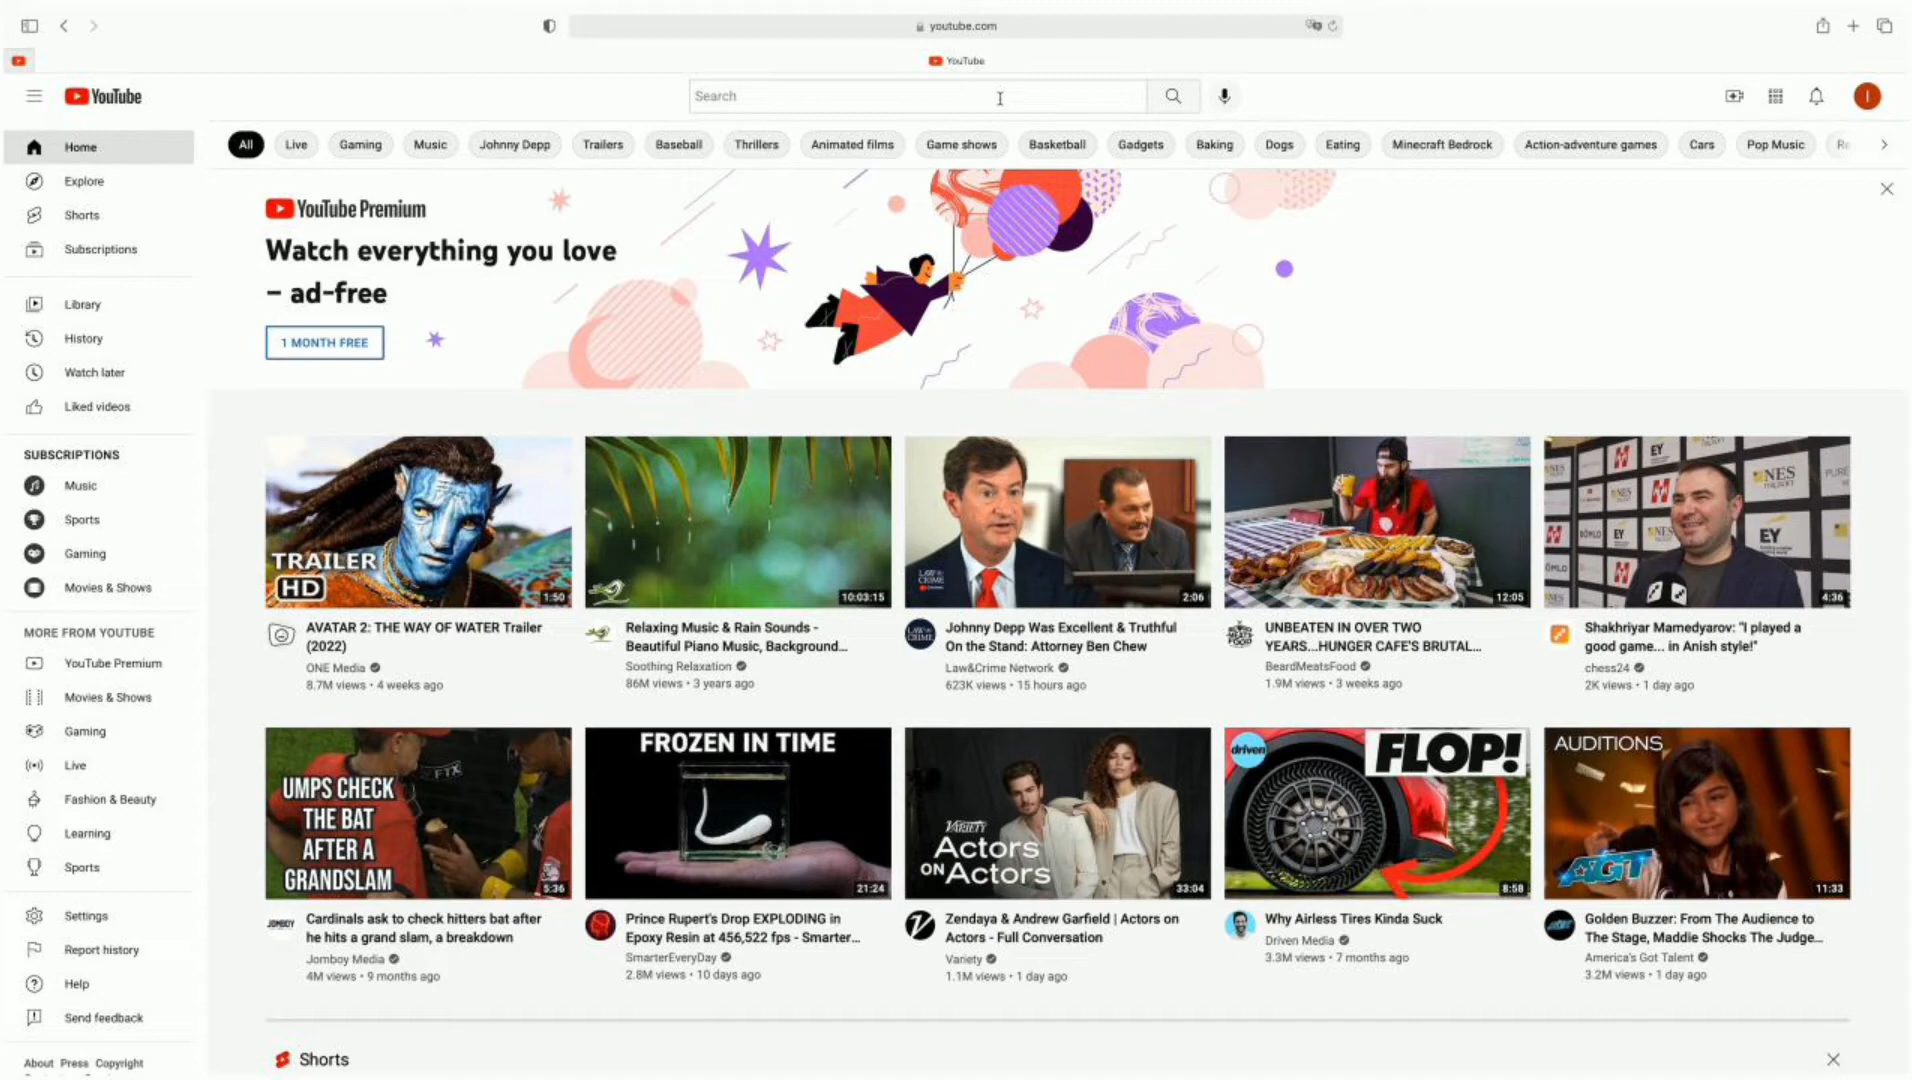 youtube.com
YouTube
YouTube
Search
All
Live
Gaming
Music
Johnny Depp
Trailers
Baseball
Thrillers
Animated films
Game shows
Basketball
Gadgets
Baking
Dogs
Eating
Minecraft Bedrock
Action-adventure games
Cars
Pop Music
Re
Home
Explore
Shorts
Subscriptions
Library
History
Watch later
Liked videos
SUBSCRIPTIONS
Music
Sports
Gaming
Movies & Shows
MORE FROM YOUTUBE
YouTube Premium
Movies & Shows
Gaming
Live
Fashion & Beauty
Learning
Sports
Settings
Report history
Help
Send feedback
About Press Copyright
YouTube Premium
Watch everything you love
– ad-free
1 MONTH FREE
TRAILER
HD
1:50
AVATAR 2: THE WAY OF WATER Trailer
(2022)
ONE Media
8.7M views • 4 weeks ago
10:03:15
Relaxing Music & Rain Sounds -
Beautiful Piano Music, Background...
Soothing Relaxation
86M views • 3 years ago
LAW&
CRIME
2:06
LAW&
CRIME
Johnny Depp Was Excellent & Truthful
On the Stand: Attorney Ben Chew
Law&Crime Network
623K views • 15 hours ago
12:05
BEARD
MEATS
FOOD
UNBEATEN IN OVER TWO
YEARS...HUNGER CAFE'S BRUTAL...
BeardMeatsFood
1.9M views • 3 weeks ago
EY
NES
EY
4:36
Shakhriyar Mamedyarov: "I played a
good game... in Anish style!"
chess24
2K views • 1 day ago
FTX
UMPS CHECK
THE BAT
AFTER A
GRANDSLAM
5:36
JOMBOY
Cardinals ask to check hitters bat after
he hits a grand slam, a breakdown
Jomboy Media
4M views • 9 months ago
FROZEN IN TIME
21:24
Prince Rupert's Drop EXPLODING in
Epoxy Resin at 456,522 fps - Smarter...
SmarterEveryDay
2.8M views • 10 days ago
VARIETY
Actors
ON Actors
33:04
Zendaya & Andrew Garfield | Actors on
Actors - Full Conversation
Variety
1.1M views • 1 day ago
driven
FLOP!
8:58
Why Airless Tires Kinda Suck
Driven Media
3.3M views • 7 months ago
AUDITIONS
AGT
11:33
Golden Buzzer: From The Audience to
The Stage, Maddie Shocks The Judge...
America's Got Talent
3.2M views • 1 day ago
Shorts